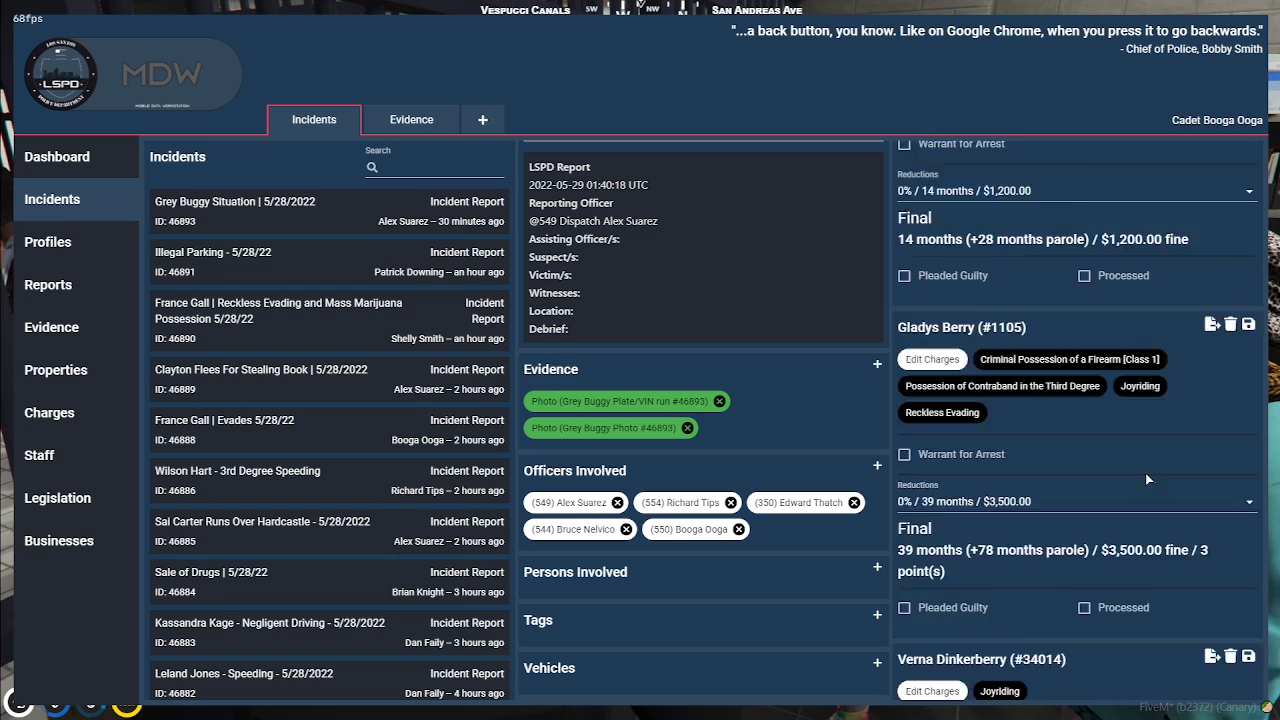 Vespucci Canals
SW
NW
San Andreas Ave
68fps
"...a back button, you know. Like on Google Chrome, when you press it to go backwards."
- Chief of Police, Bobby Smith
LOS SANTOS
LSPD
POLICE DEPARTMENT
MDW
MOBILE DATA WORKSTATION
Incidents
Evidence
+
Cadet Booga Ooga
Dashboard
Incidents
Profiles
Reports
Evidence
Properties
Charges
Staff
Legislation
Businesses
Incidents
Search
Grey Buggy Situation | 5/28/2022
Incident Report
ID: 46893
Alex Suarez – 30 minutes ago
Illegal Parking - 5/28/22
Incident Report
ID: 46891
Patrick Downing – an hour ago
France Gall | Reckless Evading and Mass Marijuana
Possession 5/28/22
Incident
Report
ID: 46890
Shelly Smith – an hour ago
Clayton Flees For Stealing Book | 5/28/2022
Incident Report
ID: 46889
Alex Suarez – 2 hours ago
France Gall | Evades 5/28/2022
Incident Report
ID: 46888
Booga Ooga – 2 hours ago
Wilson Hart - 3rd Degree Speeding
Incident Report
ID: 46886
Richard Tips – 2 hours ago
Sai Carter Runs Over Hardcastle - 5/28/2022
Incident Report
ID: 46885
Alex Suarez – 2 hours ago
Sale of Drugs | 5/28/22
Incident Report
ID: 46884
Brian Knight – 3 hours ago
Kassandra Kage - Negligent Driving - 5/28/2022
Incident Report
ID: 46883
Dan Faily – 3 hours ago
Leland Jones - Speeding - 5/28/2022
Incident Report
ID: 46882
Dan Faily – 4 hours ago
LSPD Report
2022-05-29 01:40:18 UTC
Reporting Officer
@549 Dispatch Alex Suarez
Assisting Officer/s:
Suspect/s:
Victim/s:
Witnesses:
Location:
Debrief:
Evidence
+
Photo (Grey Buggy Plate/VIN run #46893)
Photo (Grey Buggy Photo #46893)
Officers Involved
+
(549) Alex Suarez
(554) Richard Tips
(350) Edward Thatch
(544) Bruce Nelvico
(550) Booga Ooga
Persons Involved
+
Tags
+
Vehicles
+
Warrant for Arrest
Reductions
0% / 14 months / $1,200.00
Final
14 months (+28 months parole) / $1,200.00 fine
Pleaded Guilty
Processed
Gladys Berry (#1105)
Edit Charges
Criminal Possession of a Firearm [Class 1]
Possession of Contraband in the Third Degree
Joyriding
Reckless Evading
Warrant for Arrest
Reductions
0% / 39 months / $3,500.00
Final
39 months (+78 months parole) / $3,500.00 fine / 3
point(s)
Pleaded Guilty
Processed
Verna Dinkerberry (#34014)
Edit Charges
Joyriding
FiveM* (b2372) (Canary)